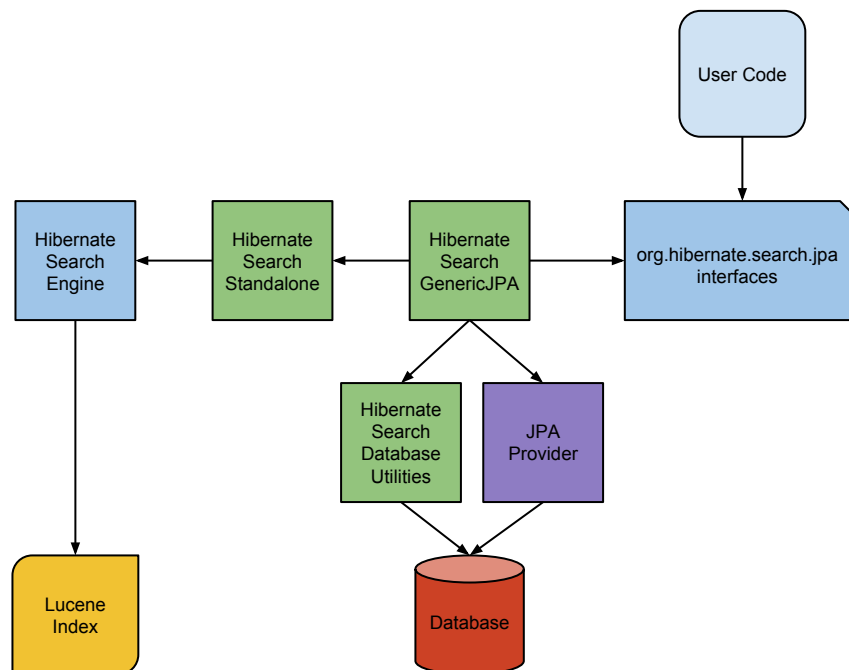 User Code
Hibernate
Search
Engine
Hibernate
Search
Standalone
Hibernate
Search
GenericJPA
org.hibernate.search.jpa
interfaces
Hibernate
Search
Database
Utilities
JPA
Provider
Lucene
Index
Database